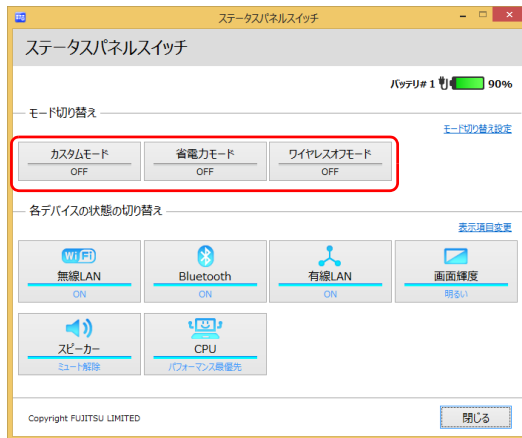 ステータスパネルスイッチ
ステータスパネルスイッチ
バッテリ# 1 90%
モード切り替え
モード切り替え設定
カスタムモード 省電力モード ワイヤレスオフモード
OFF OFF OFF
各デバイスの状態の切り替え
表示項目変更
Wi Fi
無線LAN Bluetooth 有線LAN 画面輝度
ON ON ON 明るい
スピーカー CPU
ミュート解除 パフォーマンス最優先
Copyright FUJITSU LIMITED 閉じる